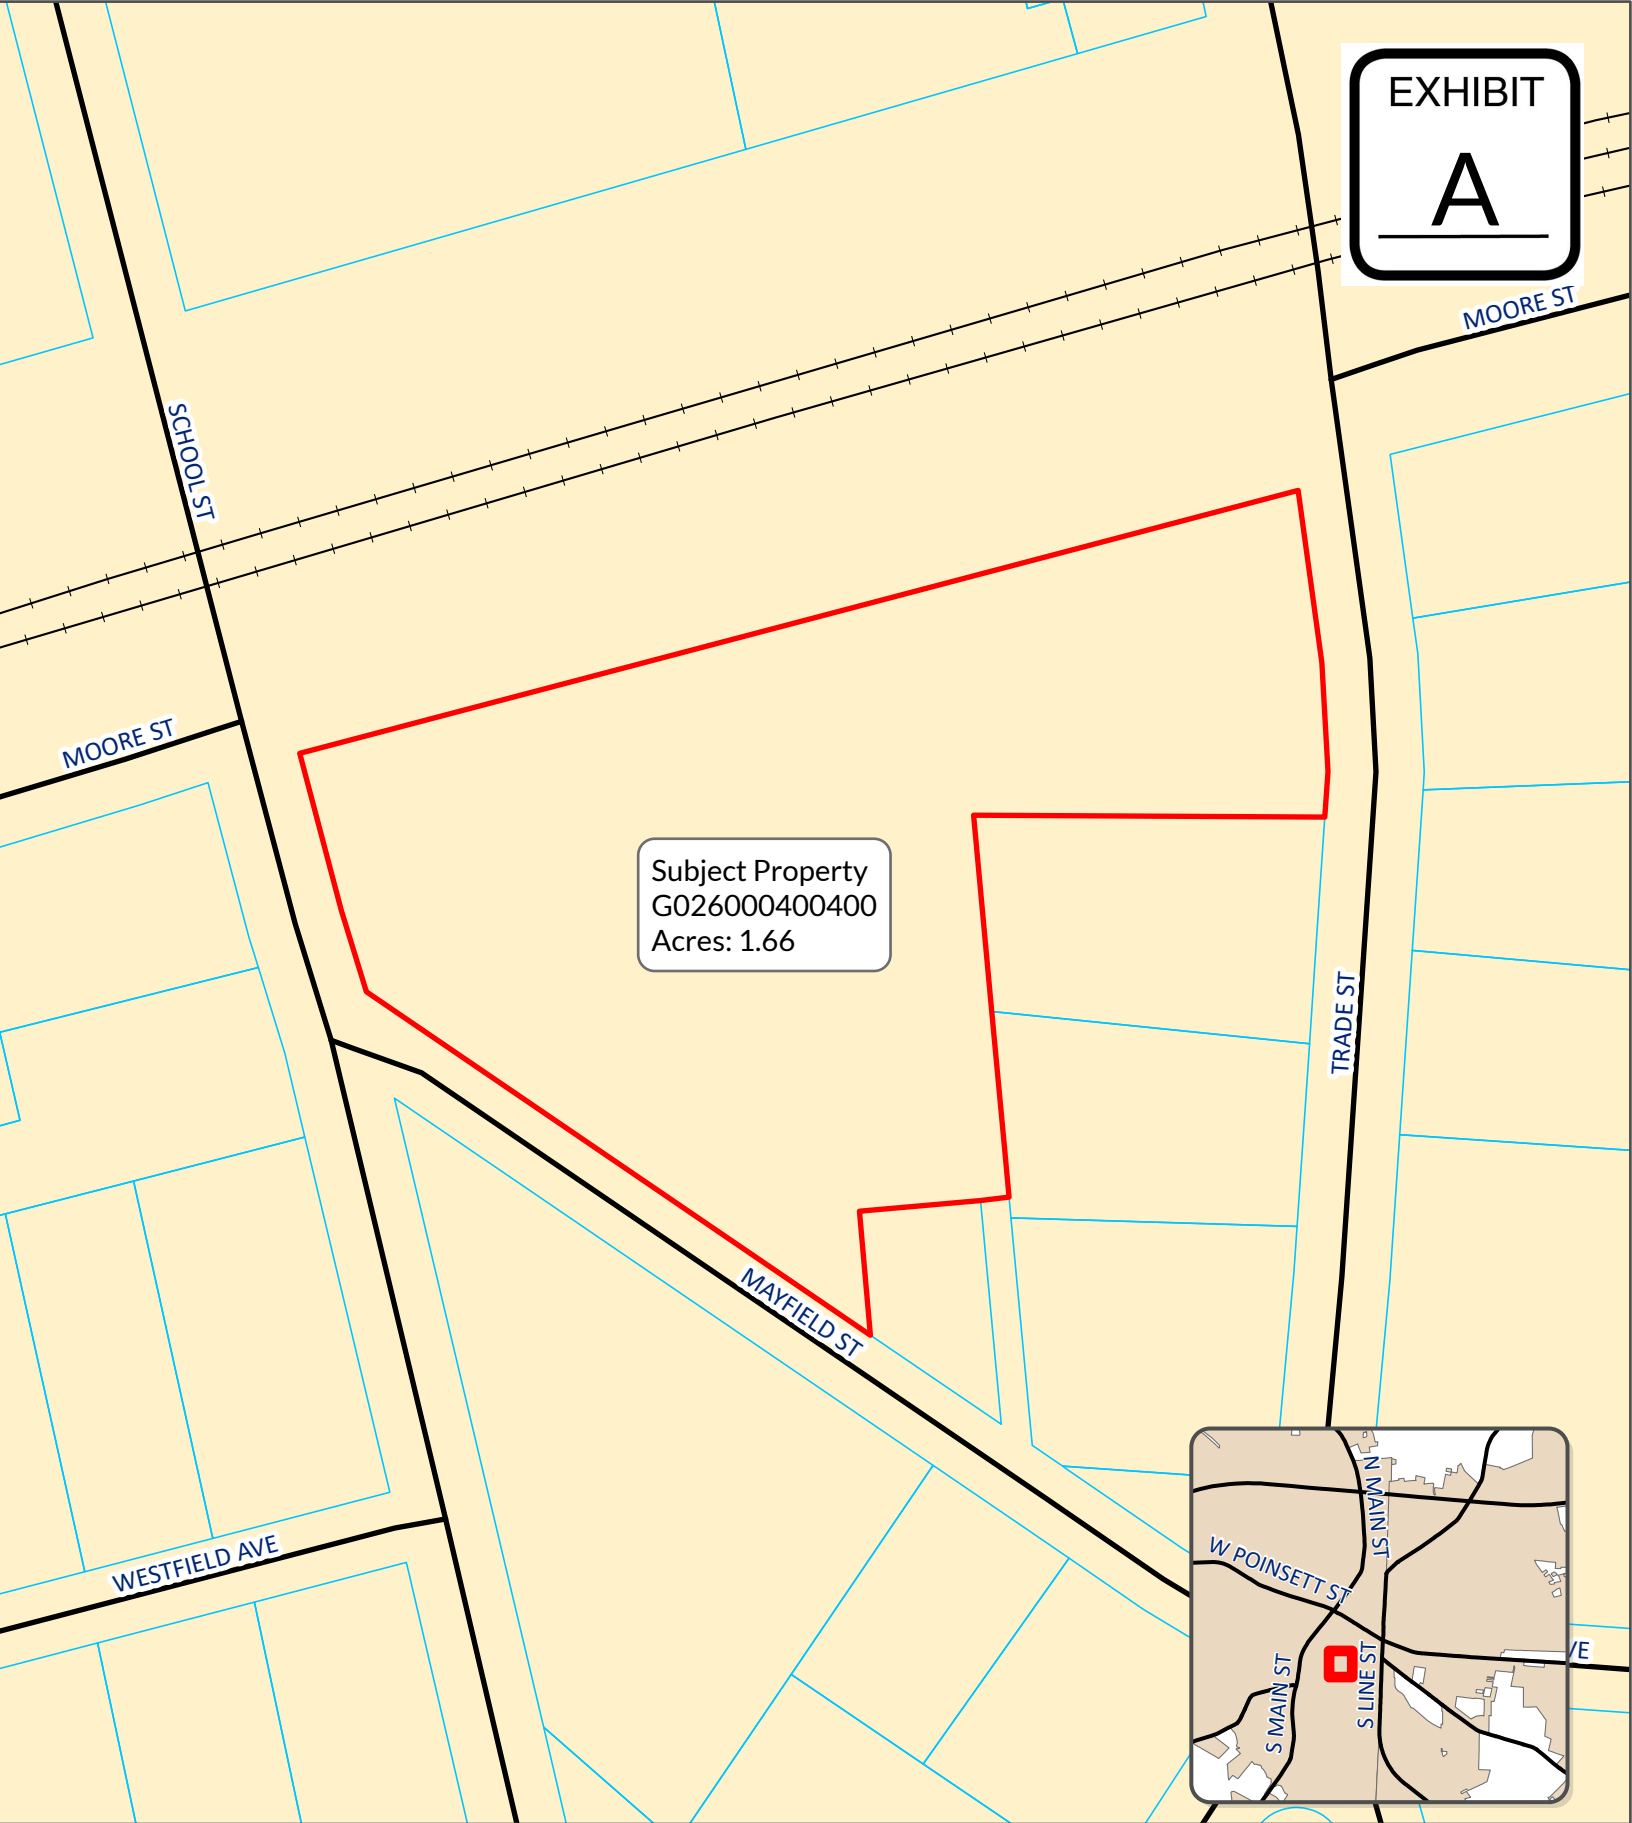 EXHIBIT
A
MOORE ST
SCHOOL ST
MOORE ST
Subject Property
G026000400400
Acres: 1.66
TRADE ST
MAYFIELD ST
WESTFIELD AVE
N MAIN ST
W POINSETT ST
S MAIN ST
S LINE ST
VE